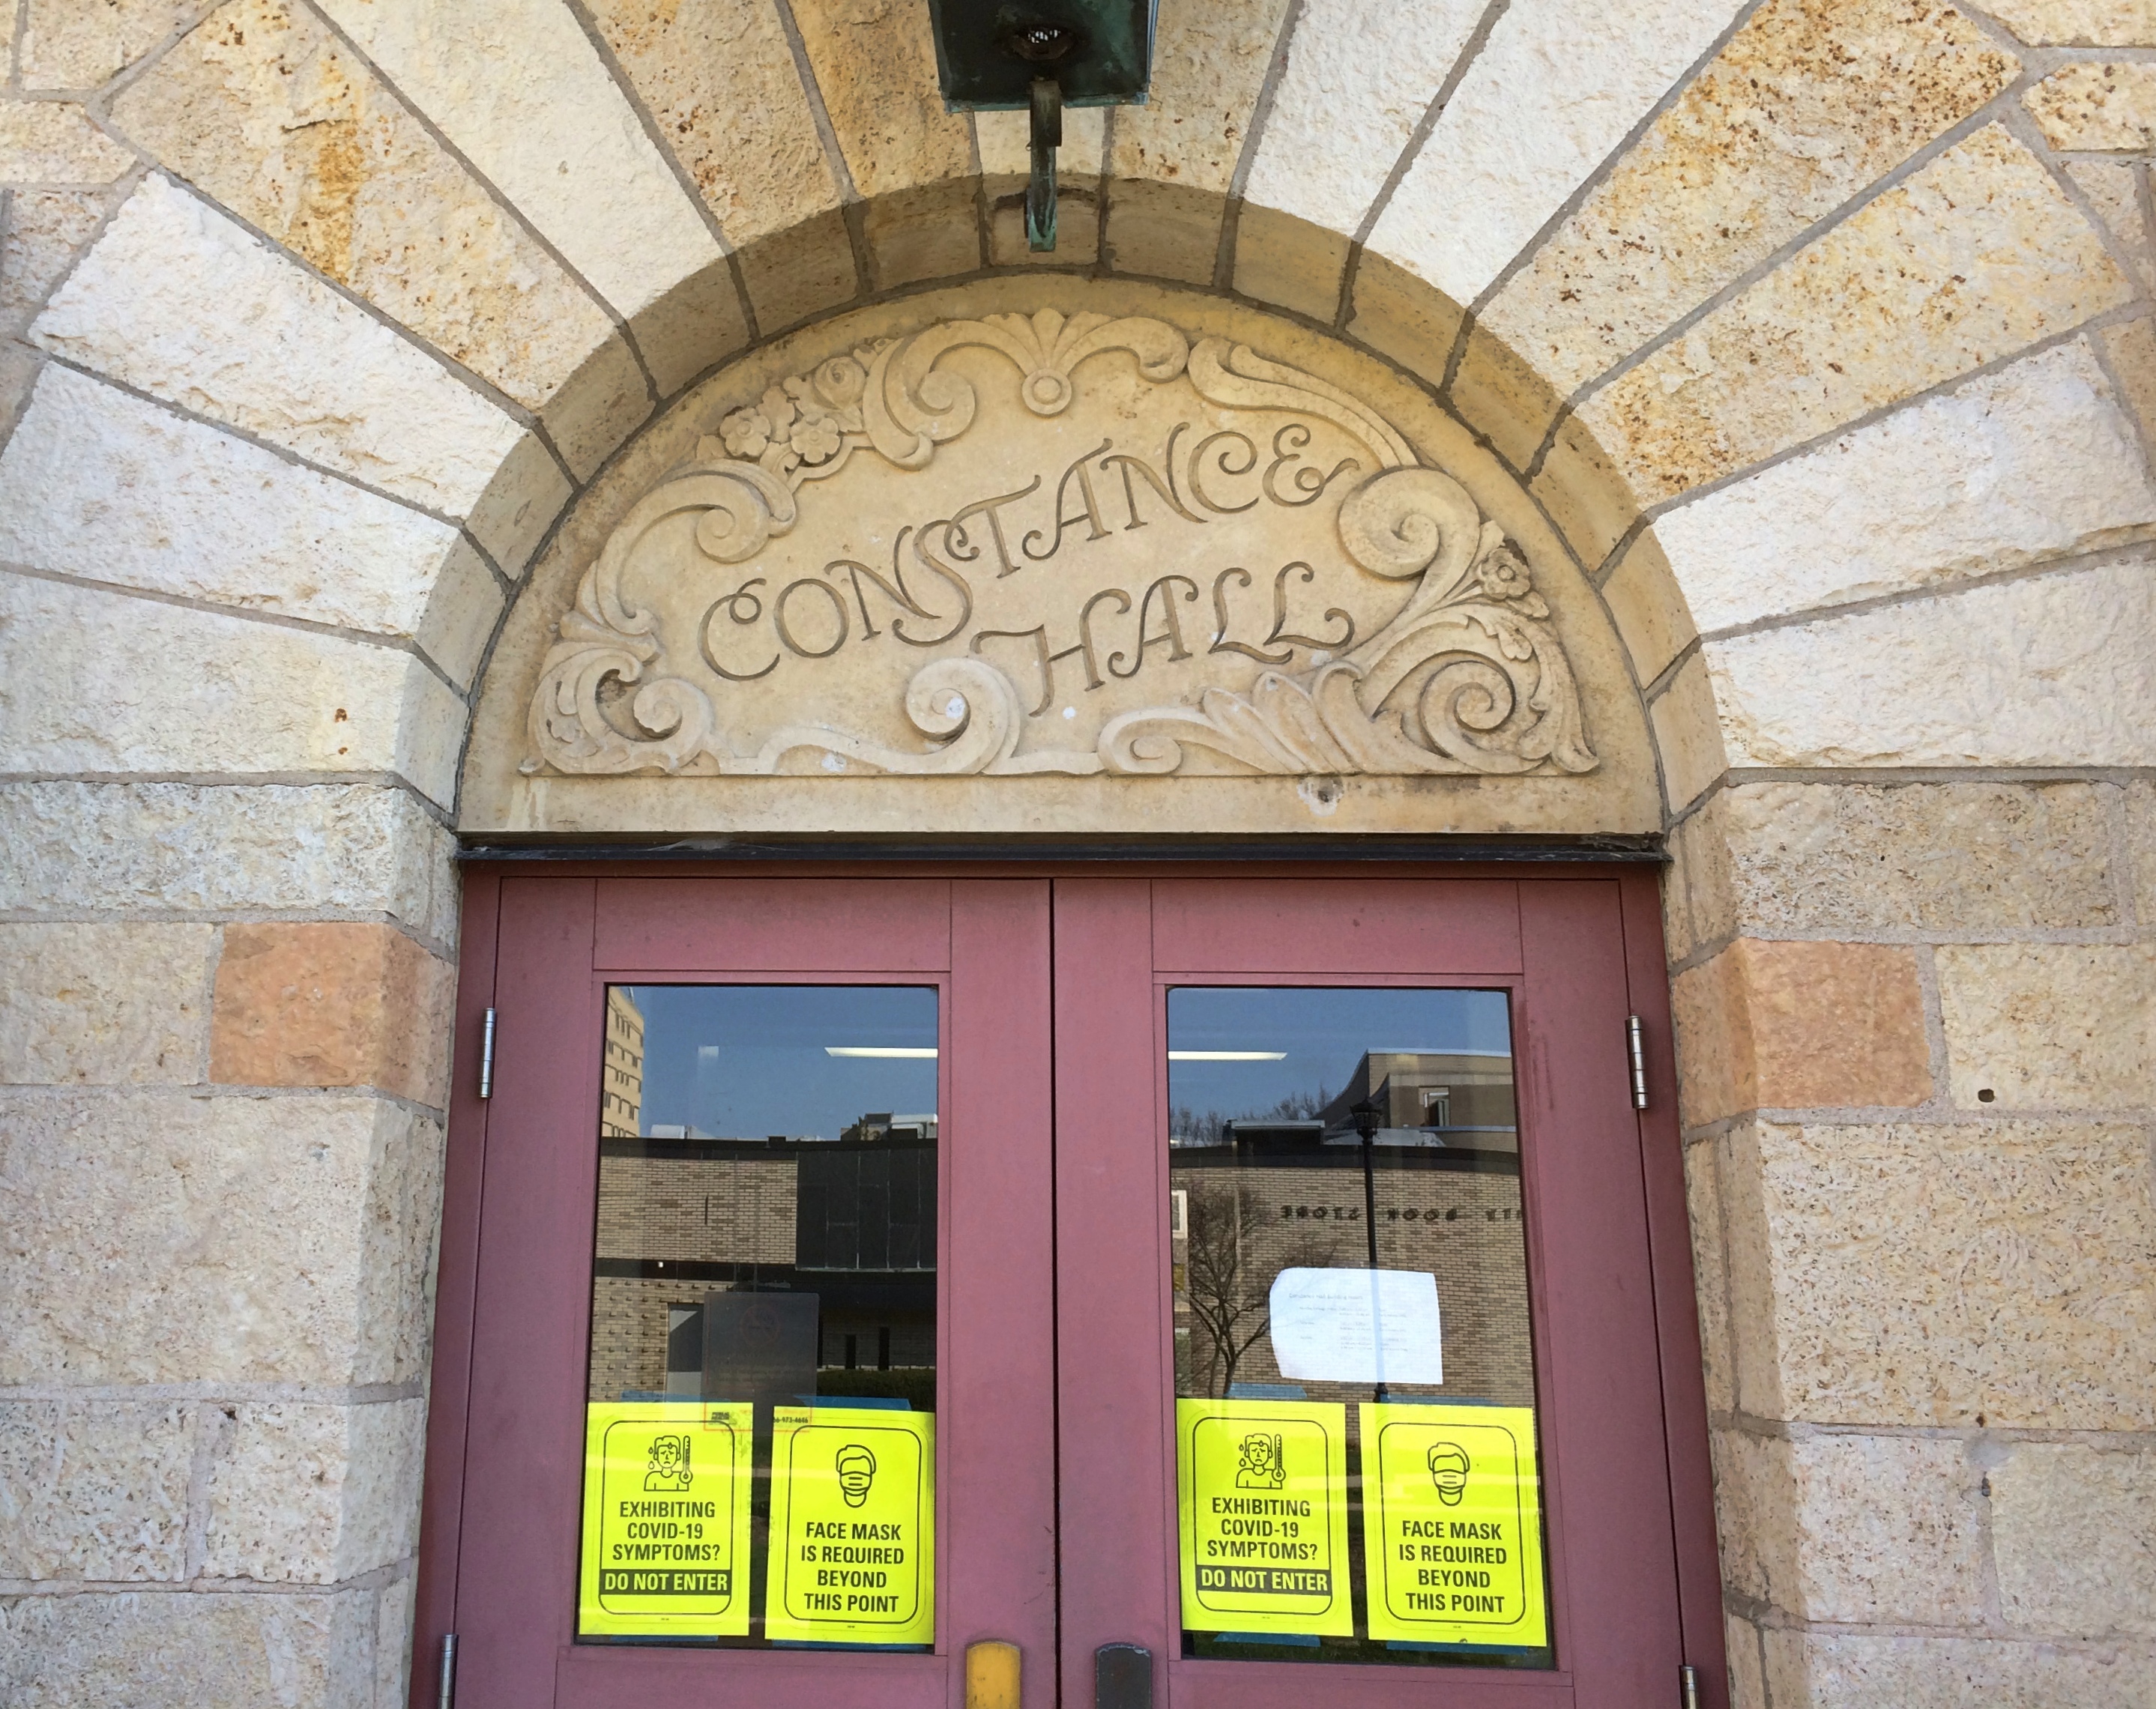 CONSTANCE
HALL
EXHIBITING
COVID-19
SYMPTOMS?
DO NOT ENTER
FACE MASK
IS REQUIRED
BEYOND
THIS POINT
EXHIBITING
COVID-19
SYMPTOMS?
DO NOT ENTER
FACE MASK
IS REQUIRED
BEYOND
THIS POINT